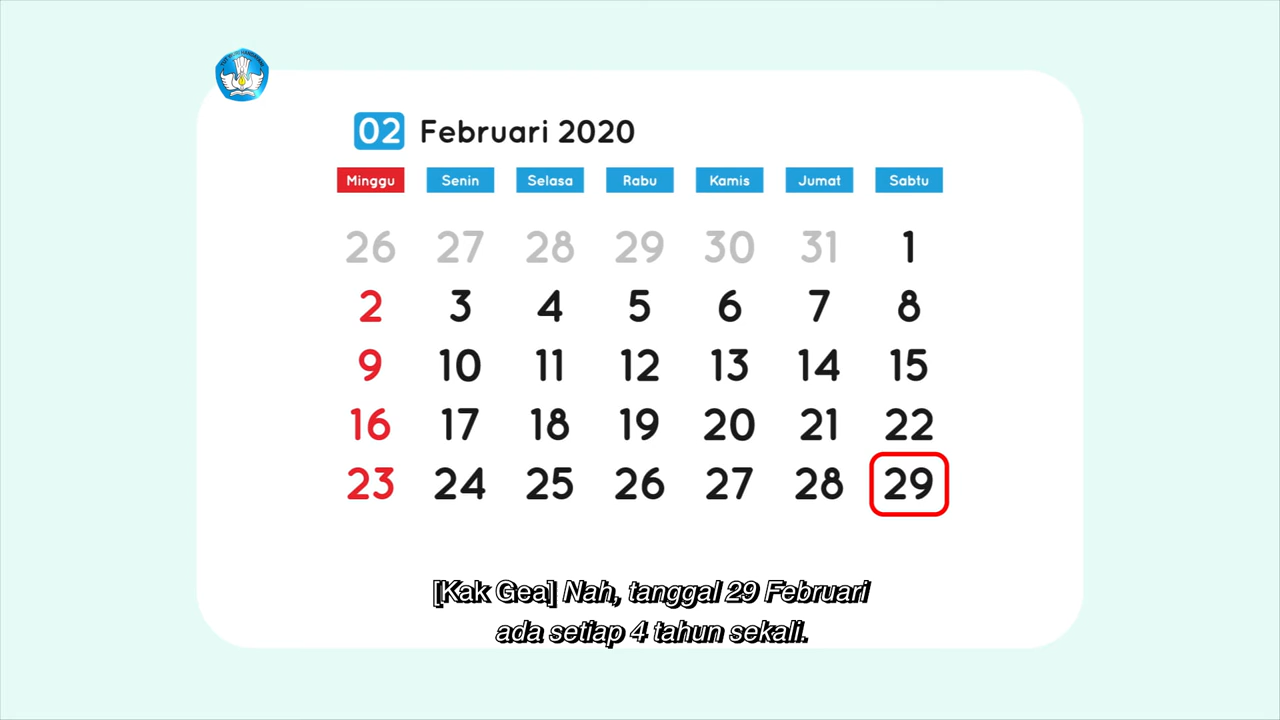 02 Februari 2020
Minggu Senin Selasa Rabu Kamis Jumat Sabtu
26 27 28 29 30 31 1
2 3 4 5 6 7 8
9 10 11 12 13 14 15
16 17 18 19 20 21 22
23 24 25 26 27 28 29
[Kak Gea] Nah, tanggal 29 Februari
ada setiap 4 tahun sekali.